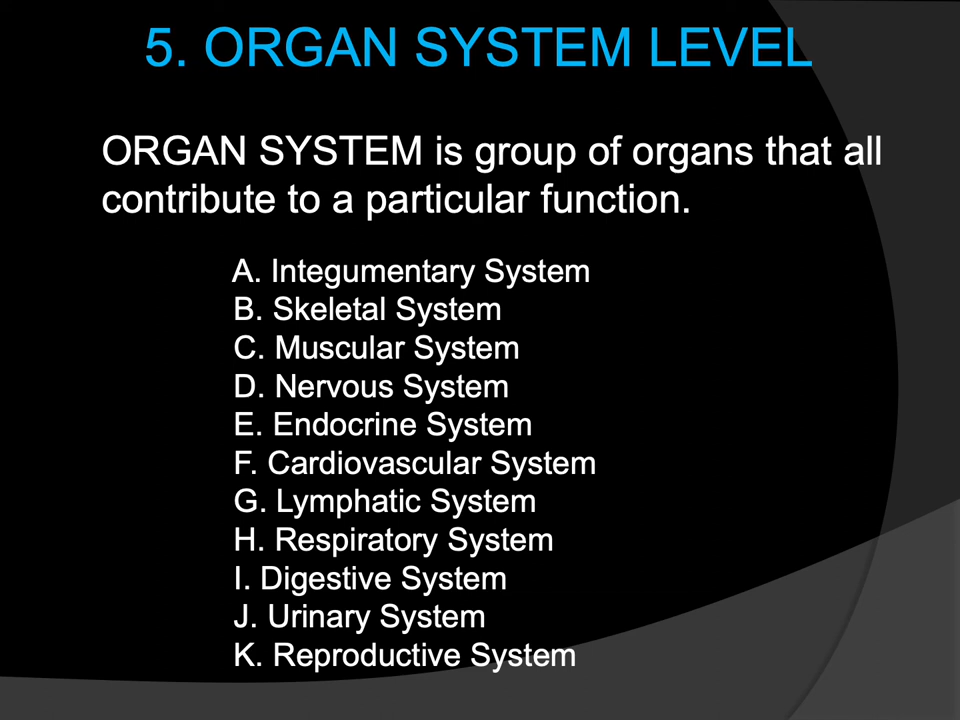 5. ORGAN SYSTEM LEVEL
ORGAN SYSTEM is group of organs that all
contribute to a particular function.
A. Integumentary System
B. Skeletal System
C. Muscular System
D. Nervous System
E. Endocrine System
F. Cardiovascular System
G. Lymphatic System
H. Respiratory System
I. Digestive System
J. Urinary System
K. Reproductive System